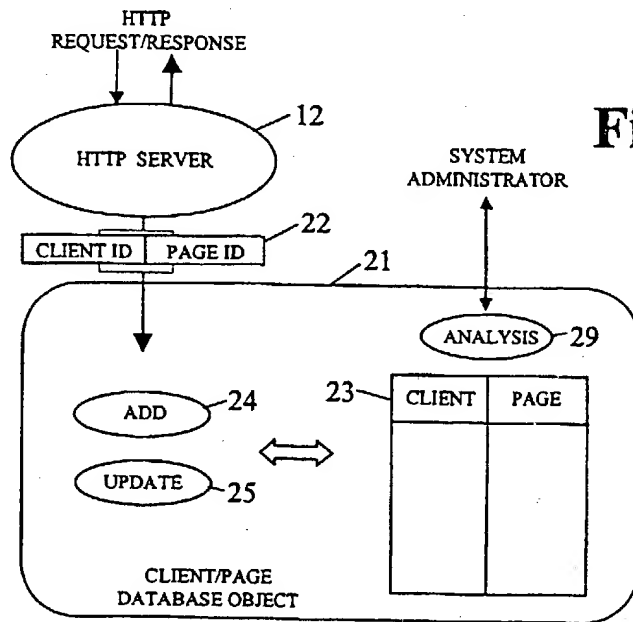 HTTP
REQUEST/RESPONSE
12
HTTP SERVER
SYSTEM
ADMINISTRATOR
CLIENT ID PAGE ID
22
21
ANALYSIS
29
23
CLIENT PAGE
ADD
24
UPDATE
25
CLIENT/PAGE
DATABASE OBJECT